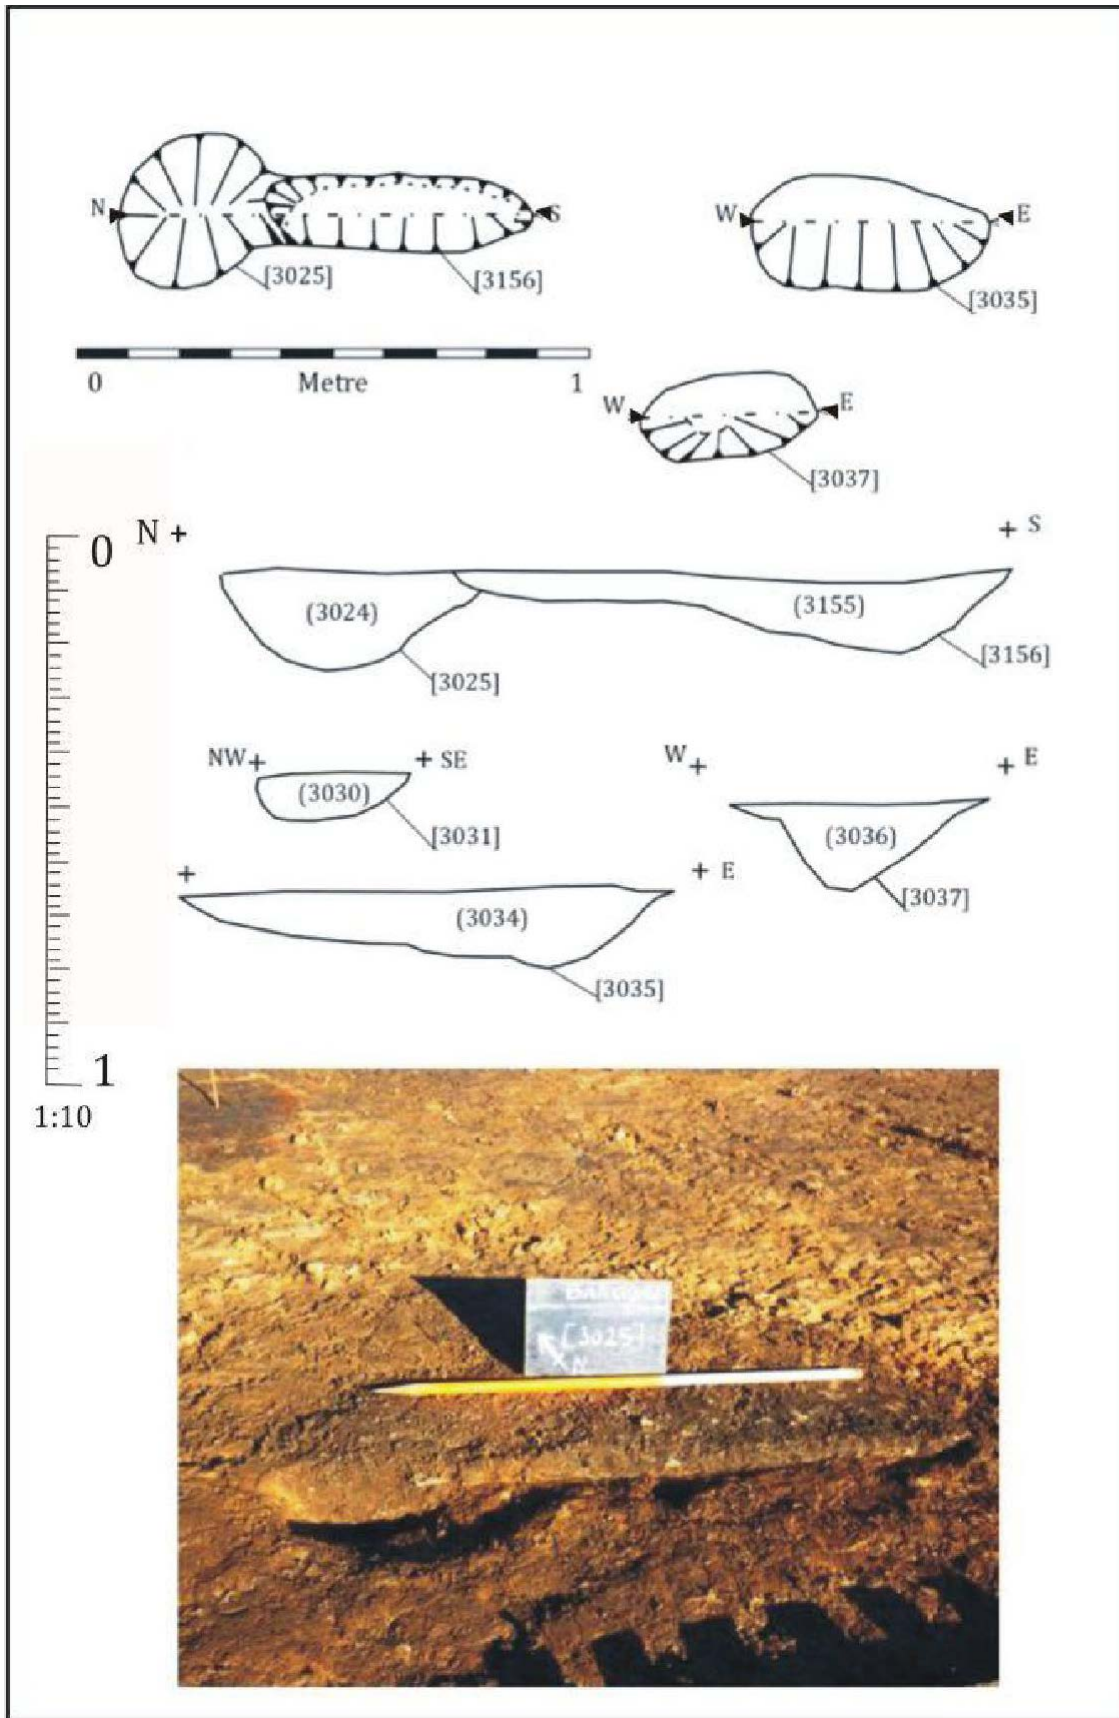 N S
[3025] [3156]
W E
[3035]
0 Metre 1
W E
[3037]
0
N + + S
(3024) (3155)
[3025] [3156]
NW + + SE
(3030)
[3031]
W + + E
(3036)
[3037]
+ + E
(3034)
[3035]
1
1:10
[3025]
N